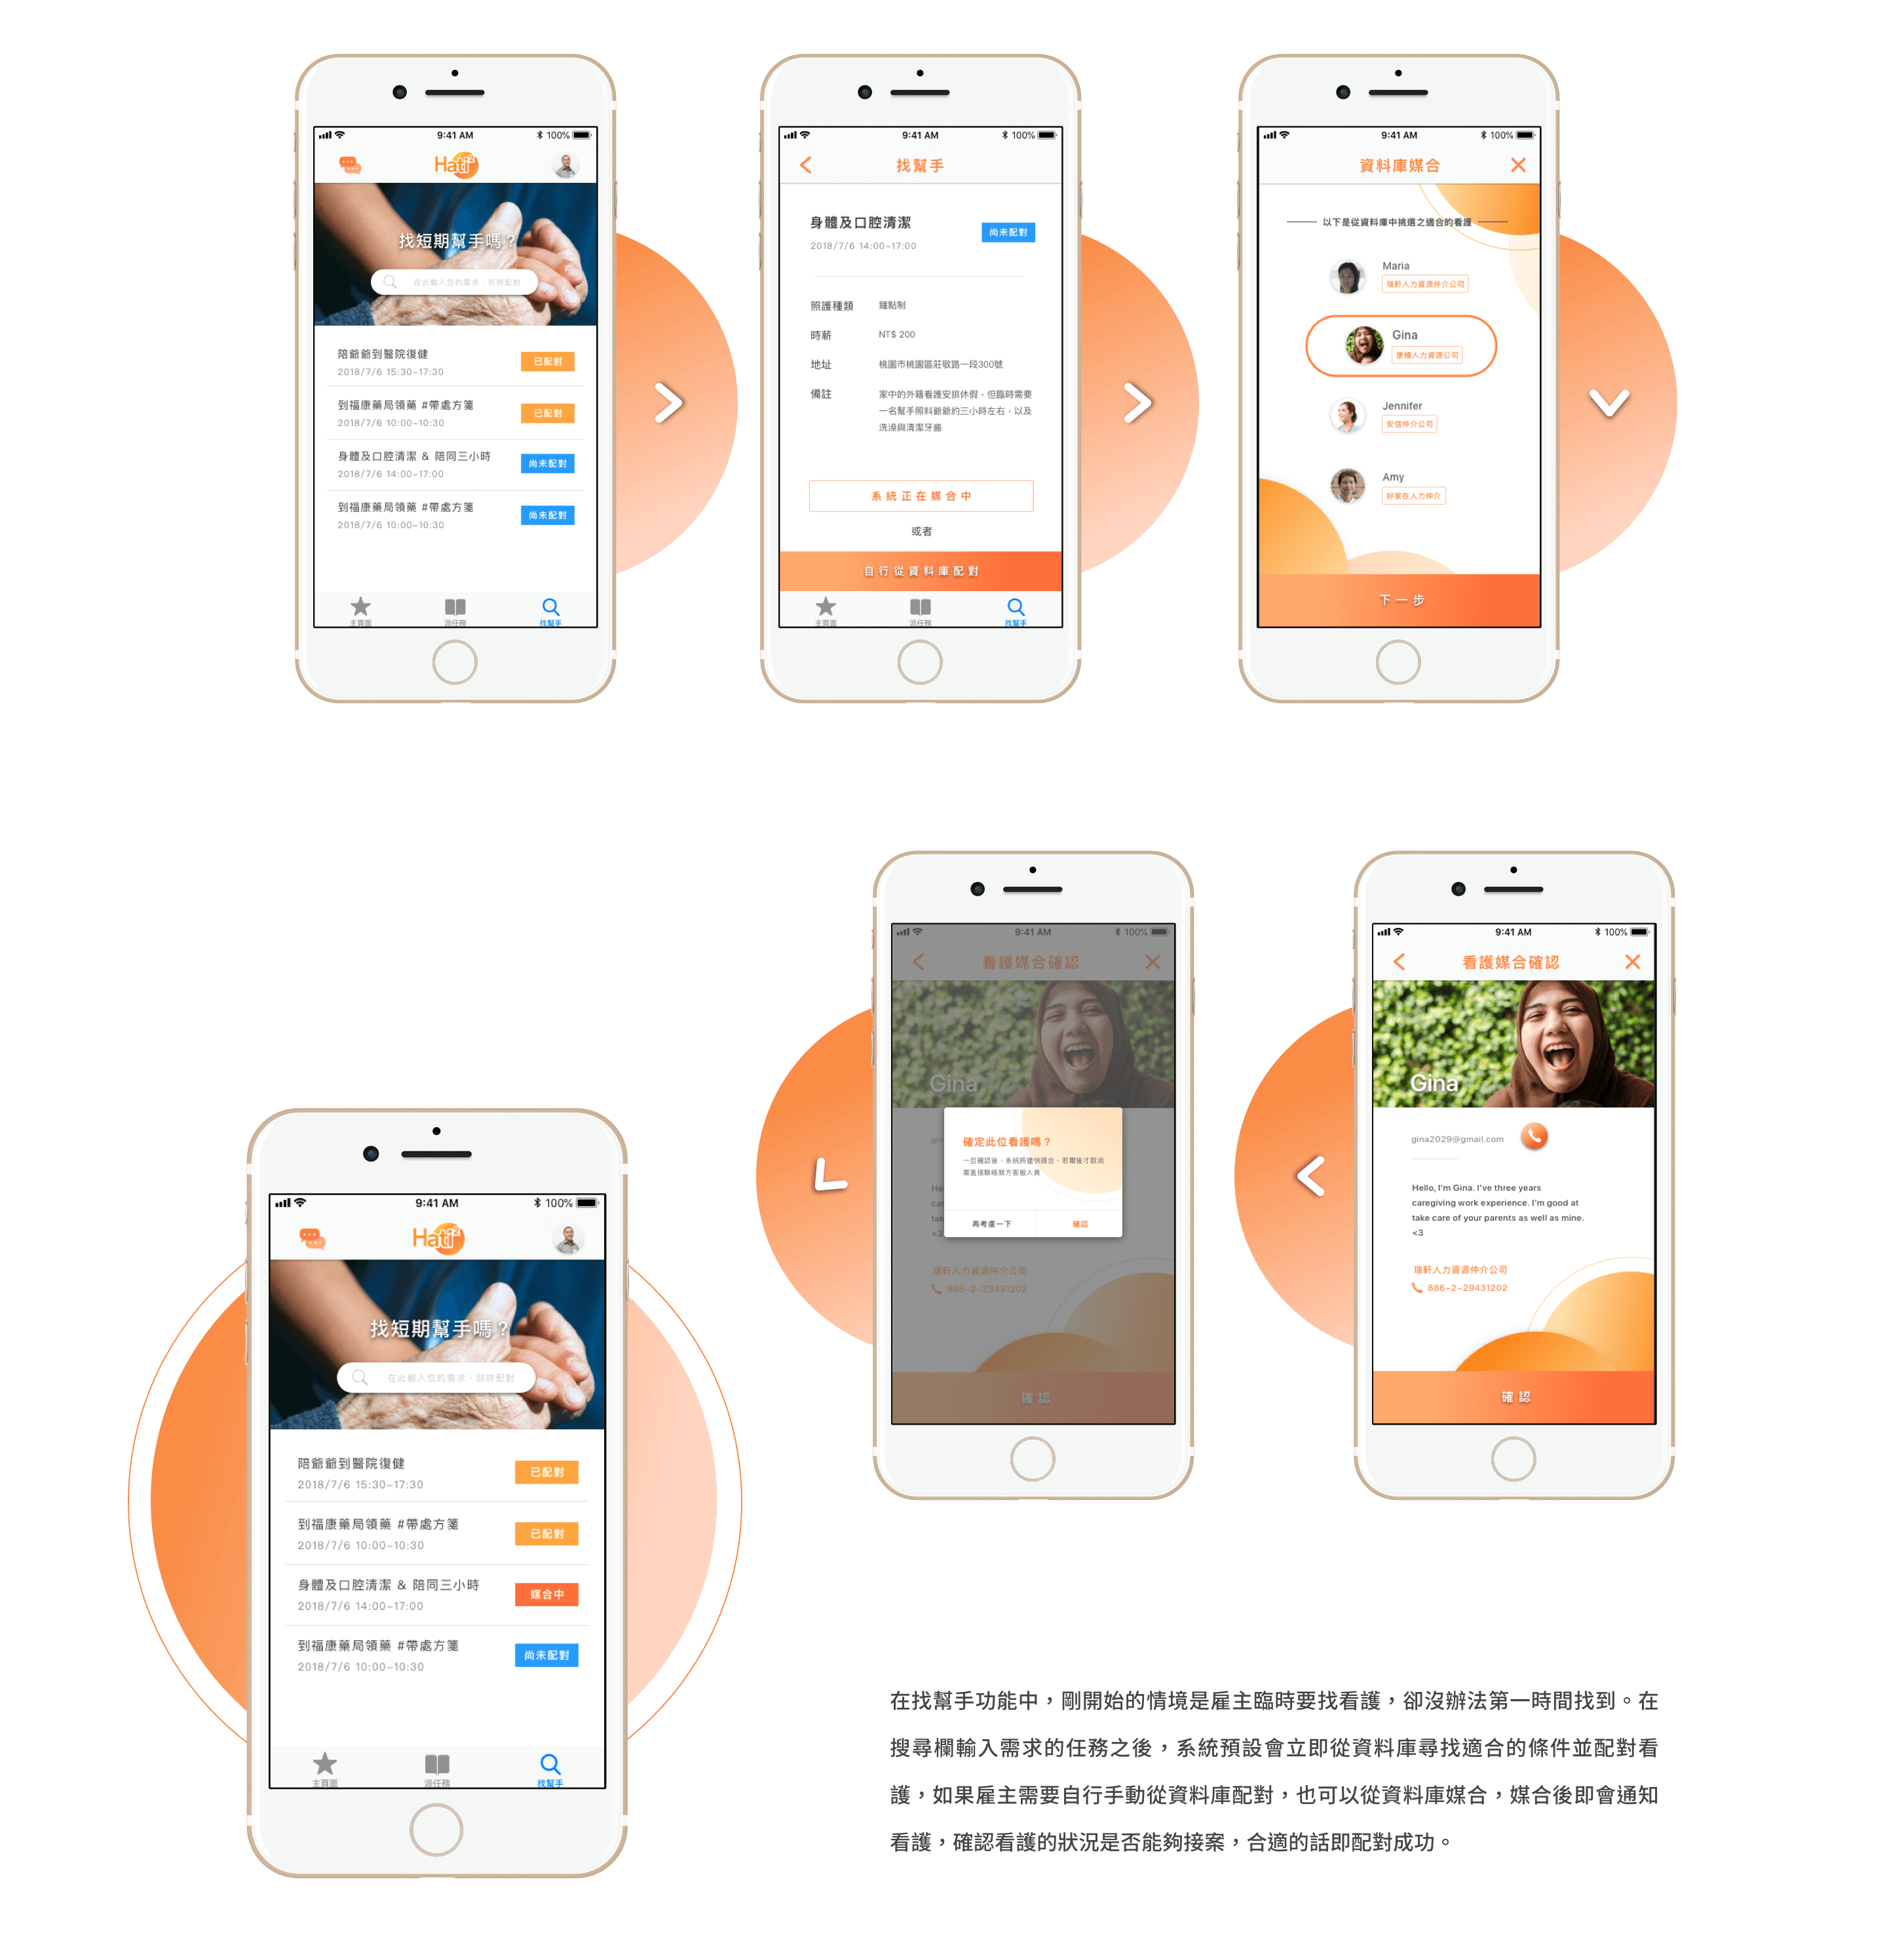 9:41 AM
100%
Hati
找短期幫手嗎？
在此輸入您的需求，即時配對
陪爺爺到醫院復健
2018/7/6 15:30-17:30
已配對
到福康藥局領藥 #帶處方箋
2018/7/6 10:00-10:30
已配對
身體及口腔清潔 & 陪同三小時
2018/7/6 14:00-17:00
尚未配對
到福康藥局領藥 #帶處方箋
2018/7/6 10:00-10:30
尚未配對
主頁面
派任務
找幫手
9:41 AM
100%
找幫手
身體及口腔清潔
2018/7/6 14:00-17:00
尚未配對
照護種類
鐘點制
時薪
NT$ 200
地址
桃園市桃園區莊敬路一段300號
備註
家中的外籍看護安排休假，但臨時需要
一名幫手照料爺爺約三小時左右，以及
洗澡與清潔牙齒
系統正在媒合中
或者
自行從資料庫配對
主頁面
派任務
找幫手
9:41 AM
100%
資料庫媒合
以下是從資料庫中挑選之適合的看護
Maria
瑞軒人力資源仲介公司
Gina
康橋人力資源公司
Jennifer
安信仲介公司
Amy
好家在人力仲介
下一步
9:41 AM
100%
看護媒合確認
Gina
gina2029@gmail.com
Hello, I'm Gina. I've three years
caregiving work experience. I'm good at
take care of your parents as well as mine.
<3
瑞軒人力資源仲介公司
886-2-29431202
確認
9:41 AM
100%
看護媒合確認
Gina
gin
確定此位看護嗎？
一旦確認後，系統將儘快媒合，若爾後才取消
需直接聯絡我方客服人員
再考慮一下
確認
He
car
tak
<3
瑞軒人力資源仲介公司
886-2-29431202
確認
9:41 AM
100%
Hati
找短期幫手嗎？
在此輸入您的需求，即時配對
陪爺爺到醫院復健
2018/7/6 15:30-17:30
已配對
到福康藥局領藥 #帶處方箋
2018/7/6 10:00-10:30
已配對
身體及口腔清潔 & 陪同三小時
2018/7/6 14:00-17:00
媒合中
到福康藥局領藥 #帶處方箋
2018/7/6 10:00-10:30
尚未配對
主頁面
派任務
找幫手
在找幫手功能中，剛開始的情境是雇主臨時要找看護，卻沒辦法第一時間找到。在
搜尋欄輸入需求的任務之後，系統預設會立即從資料庫尋找適合的條件並配對看
護，如果雇主需要自行手動從資料庫配對，也可以從資料庫媒合，媒合後即會通知
看護，確認看護的狀況是否能夠接案，合適的話即配對成功。